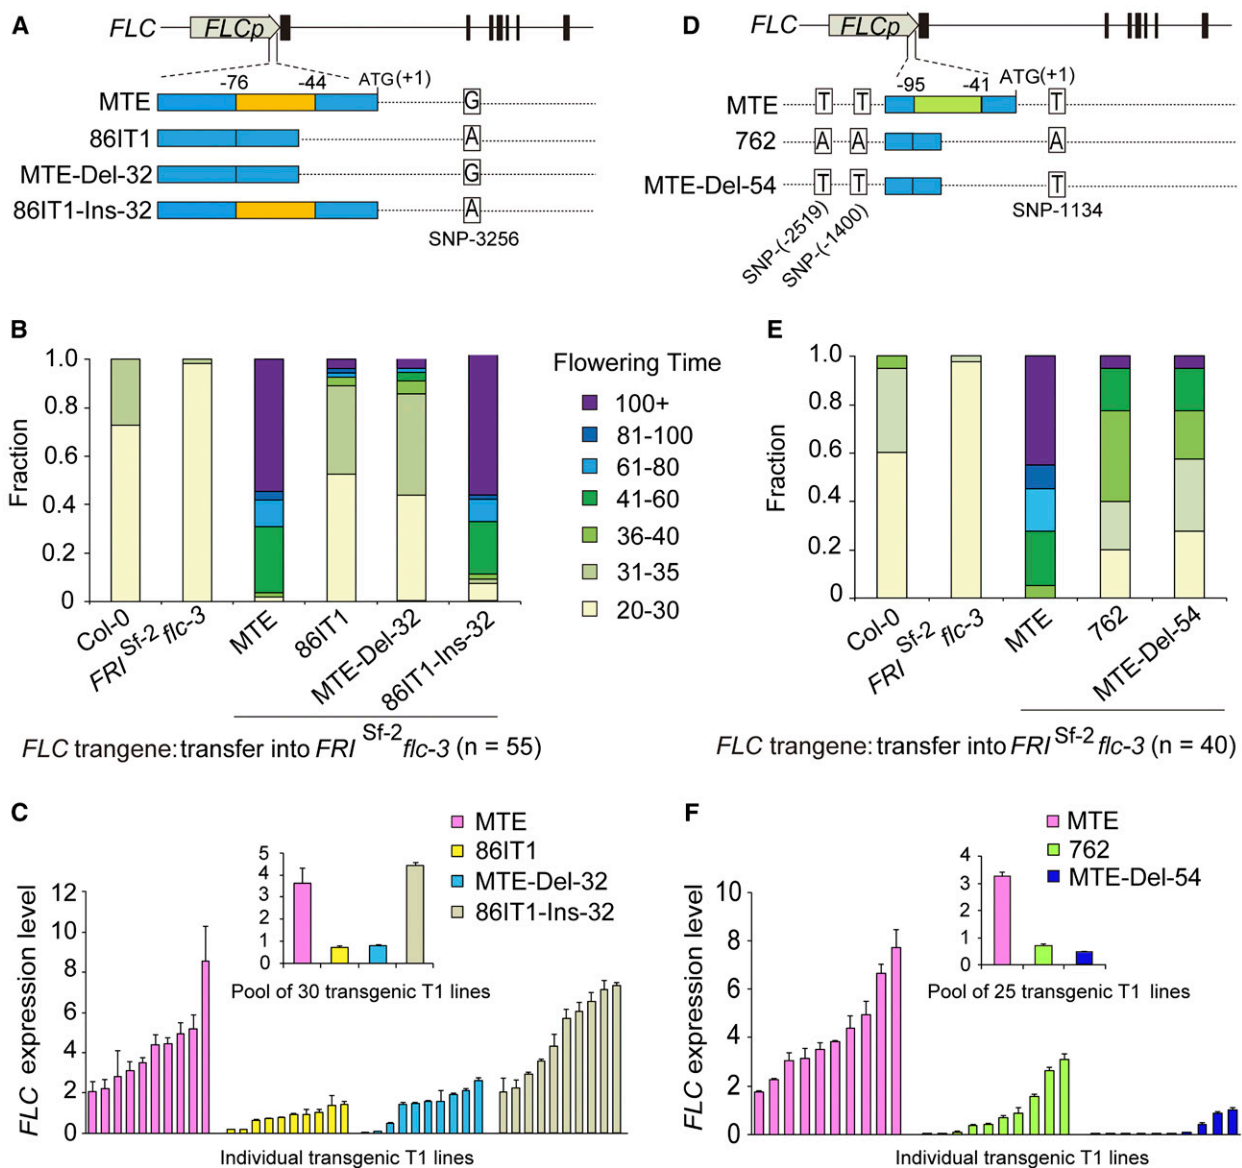 A
FLC
FLCp
-76
-44
ATG(+1)
MTE
G
86IT1
A
MTE-Del-32
G
86IT1-Ins-32
A
SNP-3256
D
FLC
FLCp
-95
-41
ATG(+1)
MTE
T
T
T
762
A
A
A
MTE-Del-54
T
T
T
SNP-(-2519)
SNP-(-1400)
SNP-1134
B
1.0
0.8
0.6
0.4
0.2
0
Fraction
Col-0
FRI Sf-2 flc-3
MTE
86IT1
MTE-Del-32
86IT1-Ins-32
FLC trangene: transfer into FRI Sf-2 flc-3 (n = 55)
Flowering Time
100+
81-100
61-80
41-60
36-40
31-35
20-30
E
1.0
0.8
0.6
0.4
0.2
0
Fraction
Col-0
FRI Sf-2 flc-3
MTE
762
MTE-Del-54
FLC trangene: transfer into FRI Sf-2 flc-3 (n = 40)
C
MTE
86IT1
MTE-Del-32
86IT1-Ins-32
5
4
3
2
1
0
Pool of 30 transgenic T1 lines
12
10
8
6
4
2
0
FLC expression level
Individual transgenic T1 lines
F
MTE
762
MTE-Del-54
4
3
2
1
0
Pool of 25 transgenic T1 lines
10
8
6
4
2
0
FLC expression level
Individual transgenic T1 lines